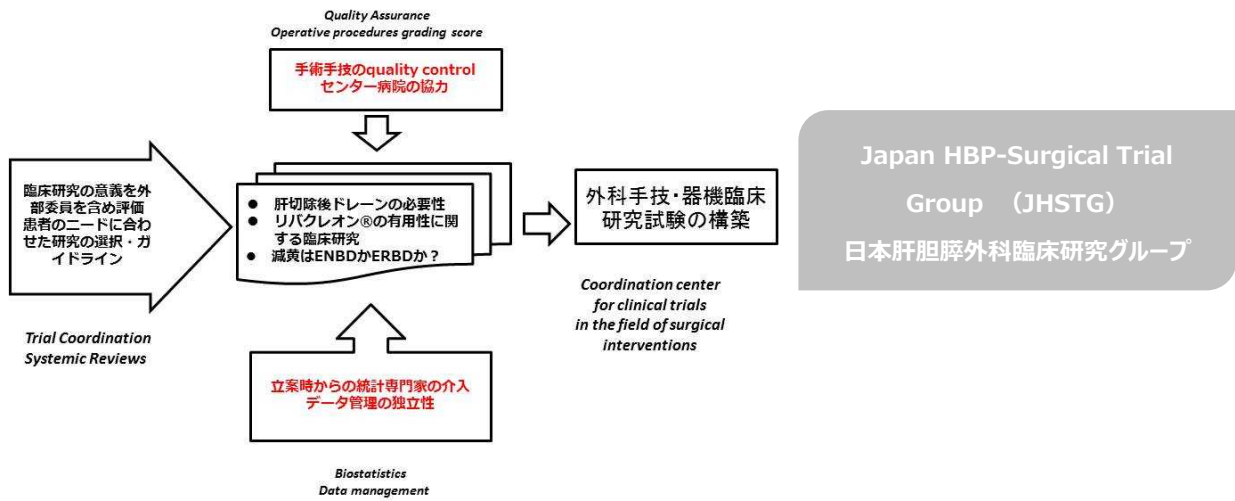 Quality Assurance
Operative procedures grading score
手術手技のquality control
センター病院の協力
臨床研究の意義を外
部委員を含め評価
患者のニードに合わ
せた研究の選択・ガ
イドライン
Trial Coordination
Systemic Reviews
● 肝切除後ドレーンの必要性
● リパクレオン®の有用性に関
する臨床研究
● 減黄はENBDかERBDか？
立案時からの統計専門家の介入
データ管理の独立性
Biostatistics
Data management
外科手技・器機臨床
研究試験の構築
Coordination center
for clinical trials
in the field of surgical
interventions
Japan HBP-Surgical Trial
Group （JHSTG）
日本肝胆膵外科臨床研究グループ